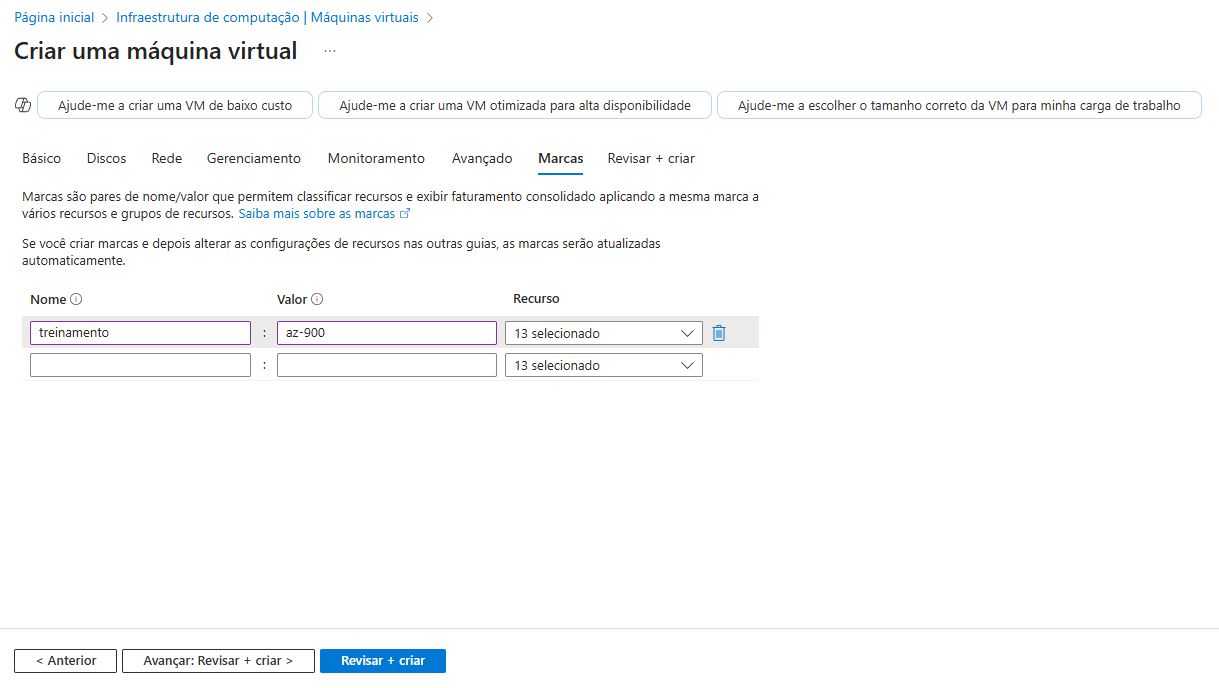 Página inicial > Infraestrutura de computação | Máquinas virtuais >
Criar uma máquina virtual ...
Ajude-me a criar uma VM de baixo custo Ajude-me a criar uma VM otimizada para alta disponibilidade Ajude-me a escolher o tamanho correto da VM para minha carga de trabalho
Básico Discos Rede Gerenciamento Monitoramento Avançado Marcas Revisar + criar
Marcas são pares de nome/valor que permitem classificar recursos e exibir faturamento consolidado aplicando a mesma marca a
vários recursos e grupos de recursos. Saiba mais sobre as marcas
Se você criar marcas e depois alterar as configurações de recursos nas outras guias, as marcas serão atualizadas
automaticamente.
Nome Valor Recurso
treinamento : az-900 13 selecionado
: 13 selecionado
< Anterior Avançar: Revisar + criar > Revisar + criar